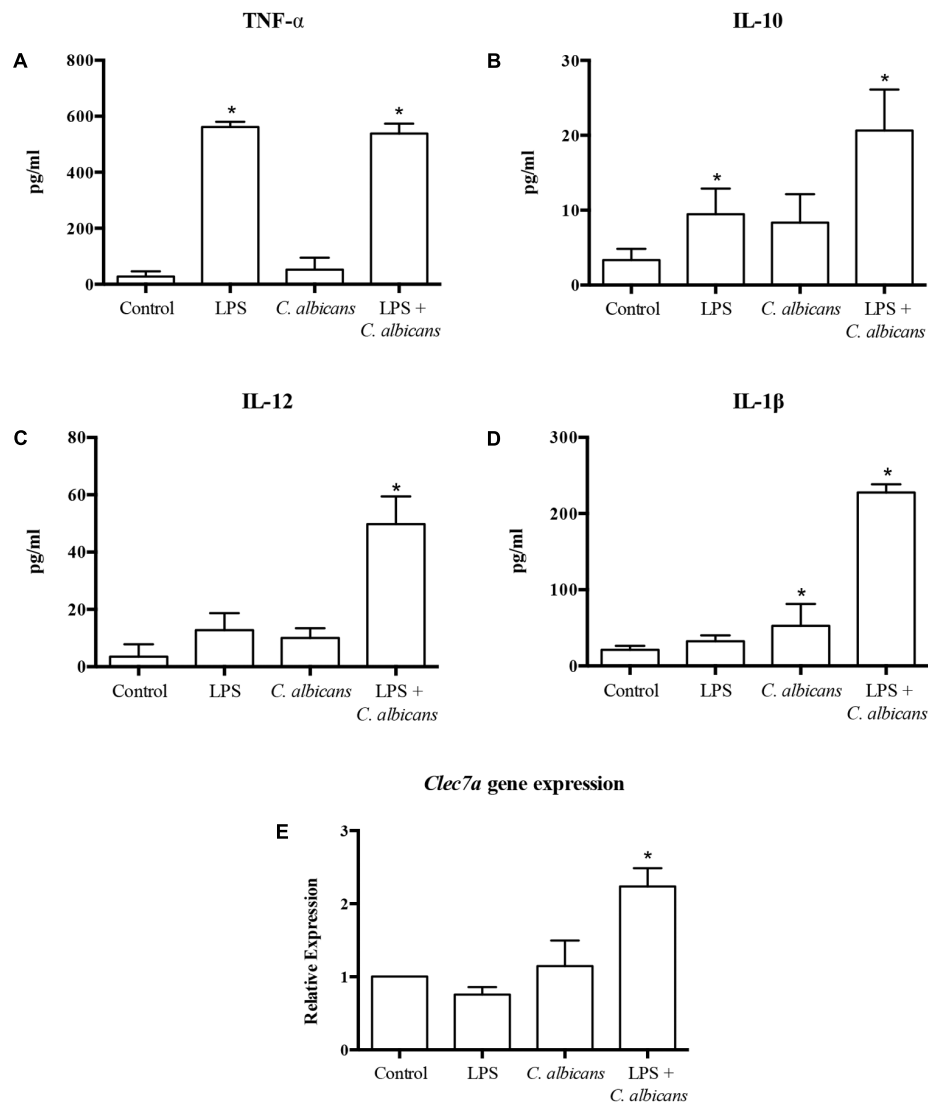 TNF-α
A
800
600
400
200
0
pg/ml
*
*
Control
LPS
C. albicans
LPS +
C. albicans
IL-10
B
30
20
10
0
pg/ml
*
*
Control
LPS
C. albicans
LPS +
C. albicans
IL-12
C
80
60
40
20
0
pg/ml
*
Control
LPS
C. albicans
LPS +
C. albicans
IL-1β
D
300
200
100
0
pg/ml
*
*
Control
LPS
C. albicans
LPS +
C. albicans
Clec7a gene expression
E
3
2
1
0
Relative Expression
*
Control
LPS
C. albicans
LPS +
C. albicans